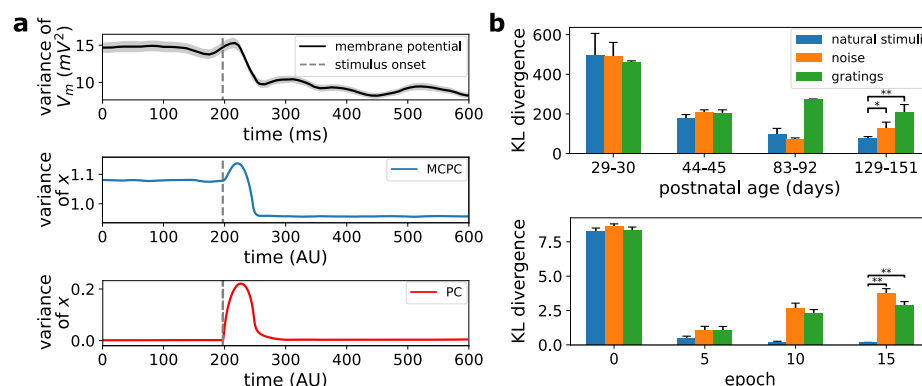 a
variance of
V_m (mV^2)
15
10
membrane potential
stimulus onset
0 100 200 300 400 500 600
time (ms)
variance
of x
1.1
1.0
MCPC
0 100 200 300 400 500 600
time (AU)
variance
of x
0.2
0.0
PC
0 100 200 300 400 500 600
time (AU)
b
KL divergence
600
400
200
0
natural stimuli
noise
gratings
**
*
29-30 44-45 83-92 129-151
postnatal age (days)
KL divergence
7.5
5.0
2.5
0.0
**
**
0 5 10 15
epoch